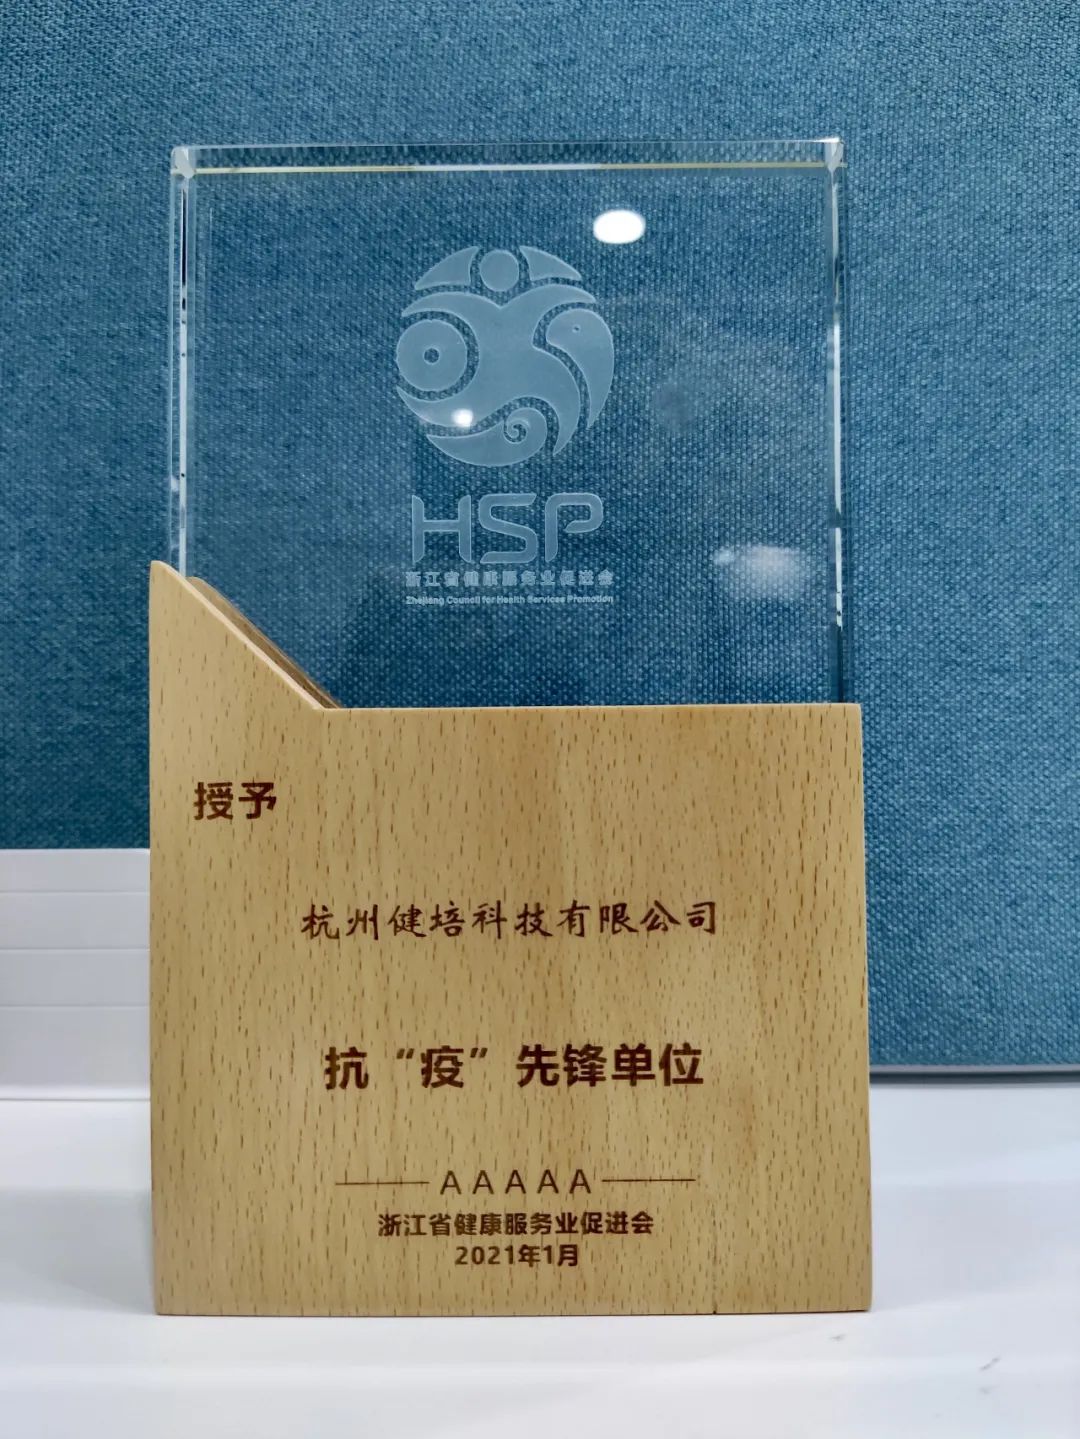 HSP
浙江省健康服务业促进会
Zhejiang Council for Health Services Promotion
授予
杭州健培科技有限公司
抗“疫”先锋单位
AAAAA
浙江省健康服务业促进会
2021年1月